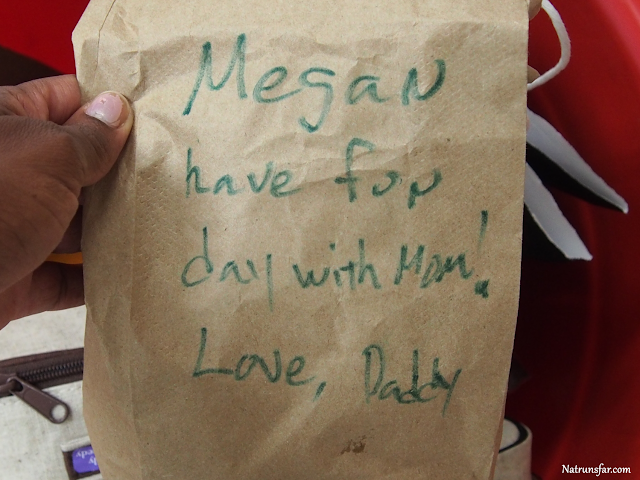 Megan
have fun
day with Mom!
Love, Daddy
Natrunsfar.com